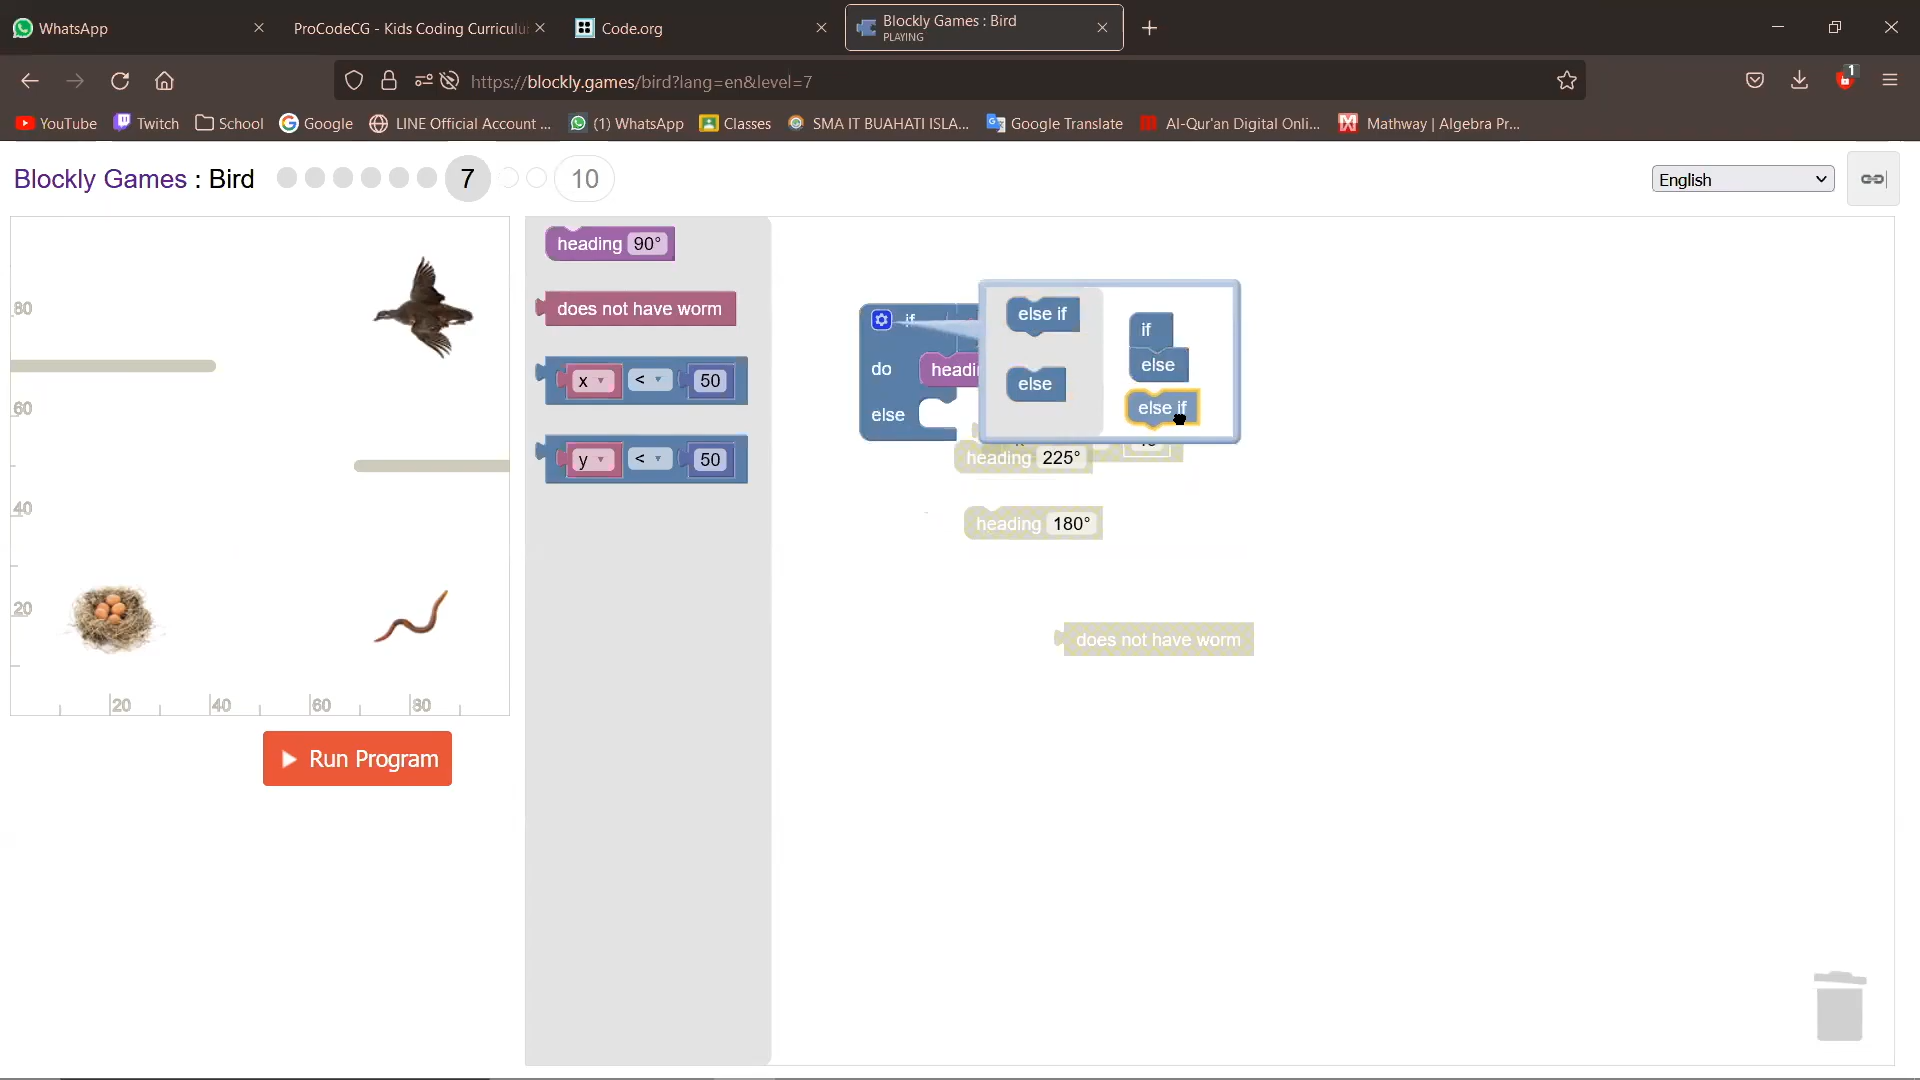 WhatsApp
ProCodeCG - Kids Coding Curriculu
Code.org
Blockly Games : Bird
PLAYING
https://blockly.games/bird?lang=en&level=7
1
YouTube
Twitch
School
Google
LINE Official Account ...
(1) WhatsApp
Classes
SMA IT BUAHATI ISLA...
Google Translate
Al-Qur'an Digital Onli...
Mathway | Algebra Pr...
Blockly Games : Bird
7
10
English
80
60
40
20
20
40
60
80
Run Program
heading 90°
does not have worm
x < 50
y < 50
if
do
headi
else
else if
else
if
else
else if
heading 225°
heading 180°
does not have worm